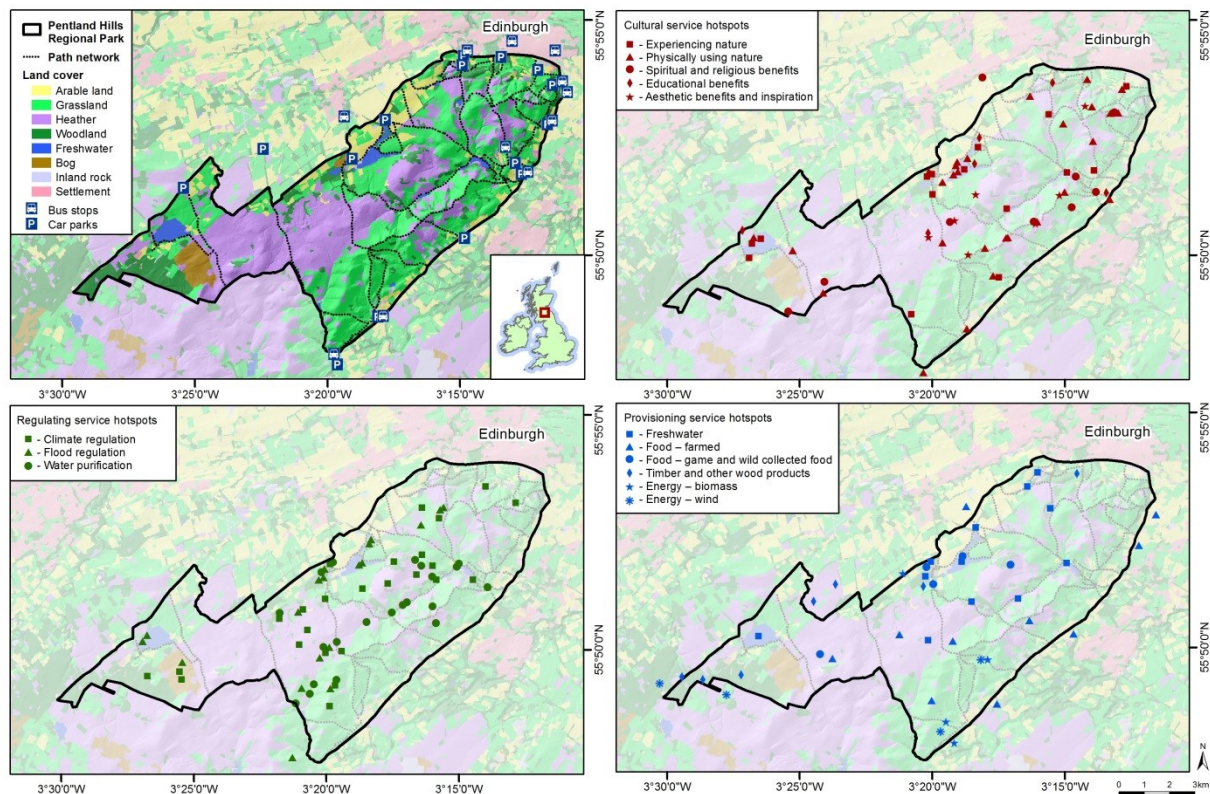 Pentland Hills
Regional Park
Path network
Land cover
Arable land
Grassland
Heather
Woodland
Freshwater
Bog
Inland rock
Settlement
Bus stops
P Car parks
Edinburgh
55°55'0"N
55°50'0"N
3°30'0"W 3°25'0"W 3°20'0"W 3°15'0"W
Cultural service hotspots
- Experiencing nature
- Physically using nature
- Spiritual and religious benefits
- Educational benefits
- Aesthetic benefits and inspiration
Edinburgh
55°55'0"N
55°50'0"N
3°30'0"W 3°25'0"W 3°20'0"W 3°15'0"W
Regulating service hotspots
- Climate regulation
- Flood regulation
- Water purification
Edinburgh
55°55'0"N
55°50'0"N
3°30'0"W 3°25'0"W 3°20'0"W 3°15'0"W
Provisioning service hotspots
- Freshwater
- Food – farmed
- Food – game and wild collected food
- Timber and other wood products
- Energy – biomass
- Energy – wind
Edinburgh
55°55'0"N
55°50'0"N
3°30'0"W 3°25'0"W 3°20'0"W 3°15'0"W
N
0 1 2 3km